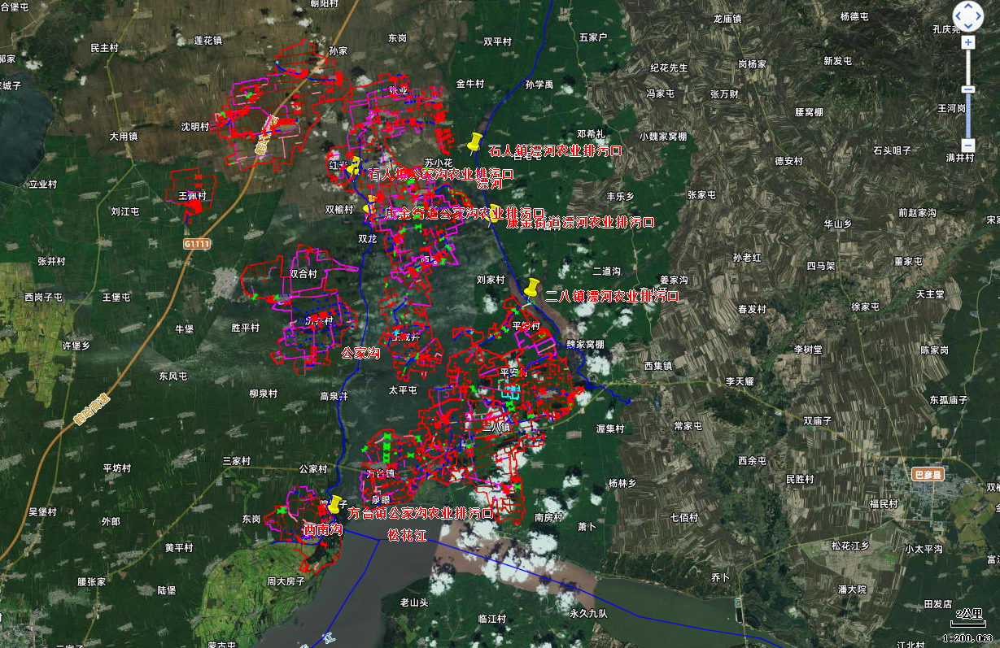 合堡屯
朝阳村
龙庙镇
杨德屯
孔庆尧
民主村
莲花镇
孙家
东岗
双平村
五家户
纪花先生
岗杨家
新发屯
金牛村
孙学禹
冯家屯
张万财
腰窝棚
王河岗
大用镇
沈明村
邓希礼
小魏家窝棚
石头咀子
满井村
石人镇漂河农业排污口
苏小花
德安村
石人镇公家沟农业排污口
漂河
立业村
王佩村
丰乐乡
张家屯
刘江屯
双榆村
康金街道公家沟农业排污口
康金街道漂河农业排污口
前赵家沟
华山乡
双龙
G1111
张井村
孙老红
四马架
董家屯
双合村
二道沟
刘家村
姜家沟
西岗子屯
王堡屯
二八镇漂河农业排污口
天主堂
春发村
徐家屯
牛堡
胜平村
许堡乡
公家沟
魏家窝棚
李树堂
陈家岗
东风屯
西集镇
李天耀
柳泉村
高泉井
太平屯
鹤哈高速
东孤庙子
双庙子
二八镇
渥集村
常家屯
三家村
西余屯
平坊村
公家村
方台镇
民胜村
巴彦县
杨林乡
泉眼
福民村
吴堡村
外郎
东岗
方台镇公家沟农业排污口
南房村
七佰村
西南沟
松花江
萧卜
黄平村
松花江乡
小太平沟
腰张家
陆堡
周大房子
乔卜
潘大院
老山头
永久九队
田发店
临江村
2公里
江
蒙古屯
1:200,063
江北村